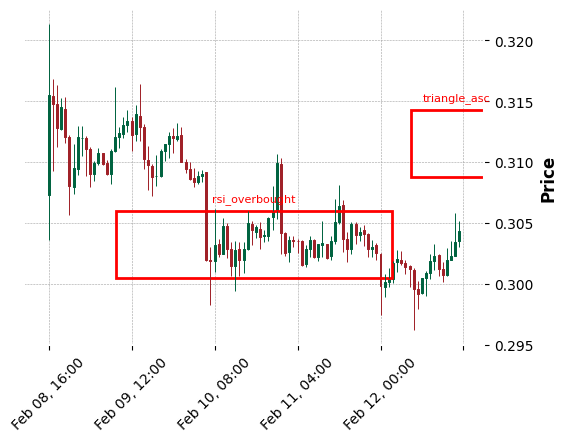 0.320
triangle_asc
0.315
0.310
Price
rsi_overbought
0.305
0.300
0.295
Feb 08, 16:00
Feb 09, 12:00
Feb 10, 08:00
Feb 11, 04:00
Feb 12, 00:00